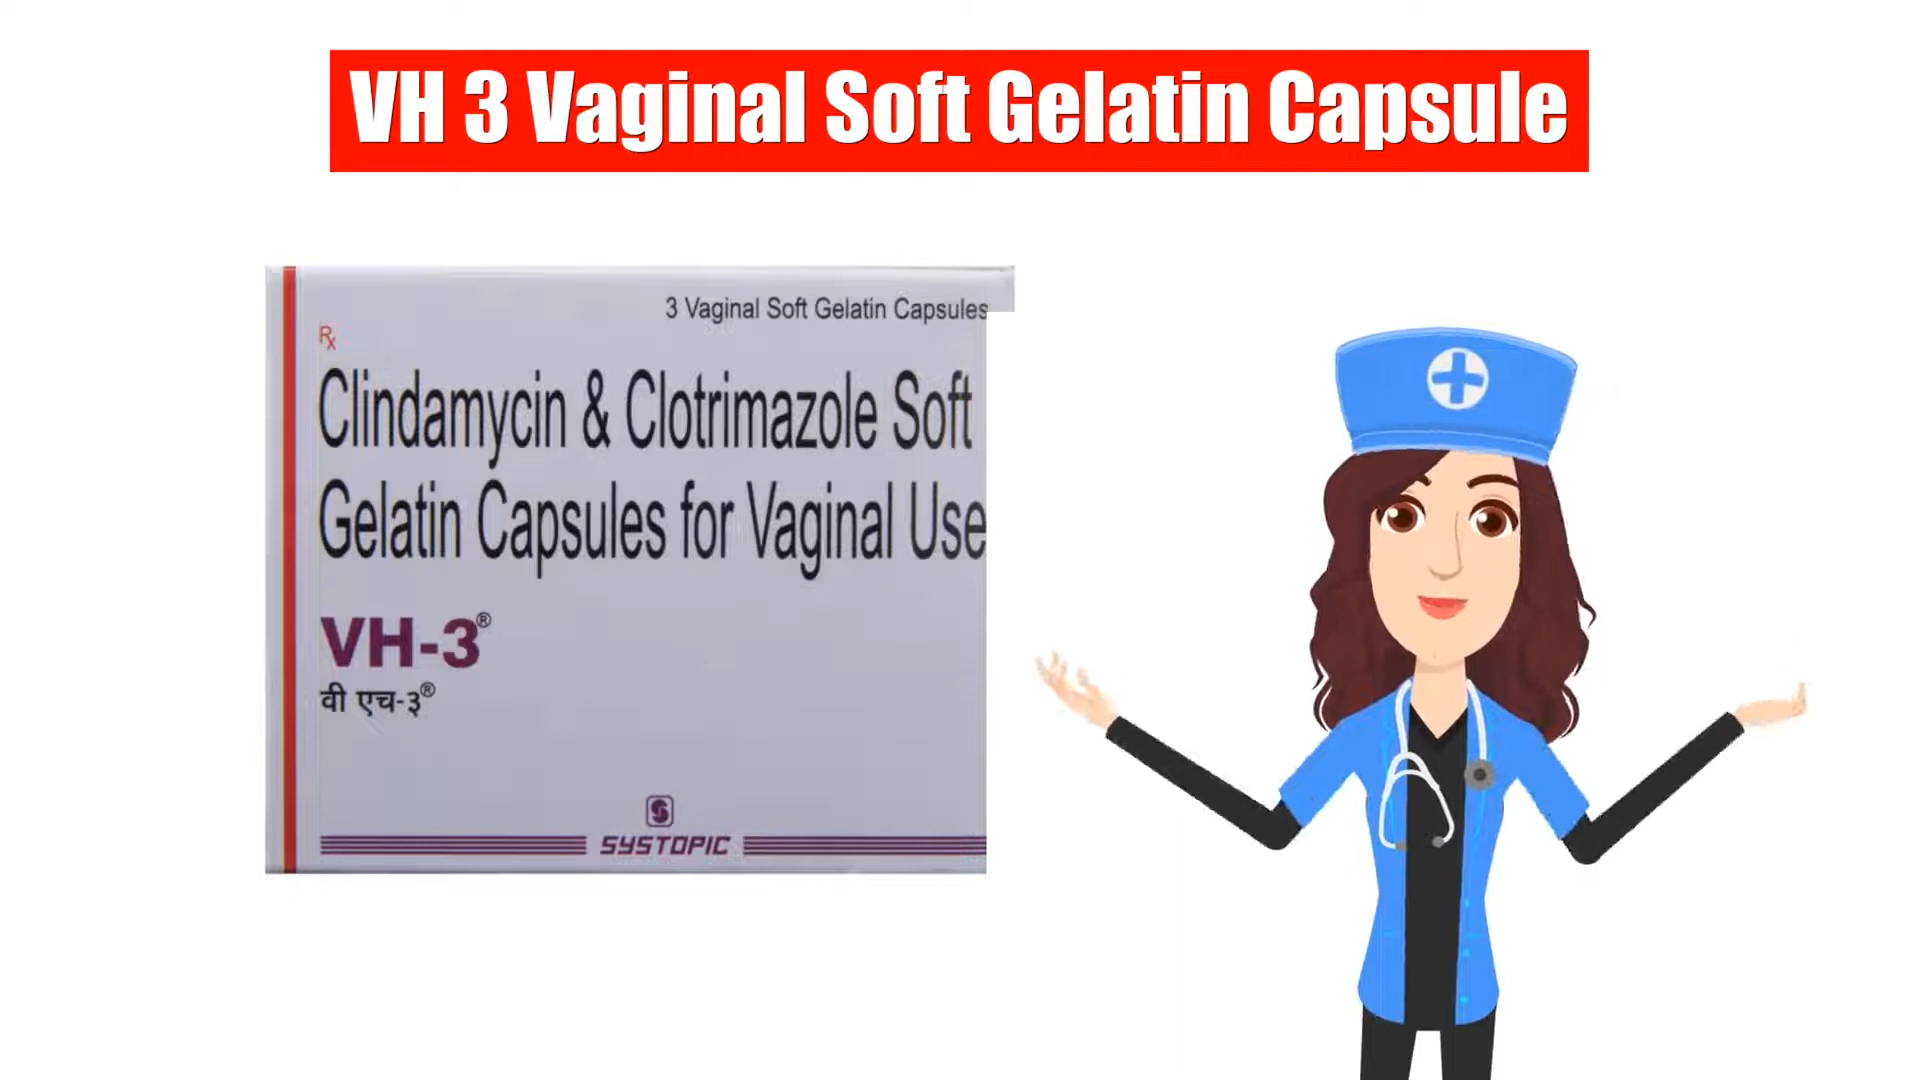 VH 3 Vaginal Soft Gelatin Capsule
3 Vaginal Soft Gelatin Capsules
Rx
Clindamycin & Clotrimazole Soft
Gelatin Capsules for Vaginal Use
VH-3®
वी एच-३®
SYSTOPIC